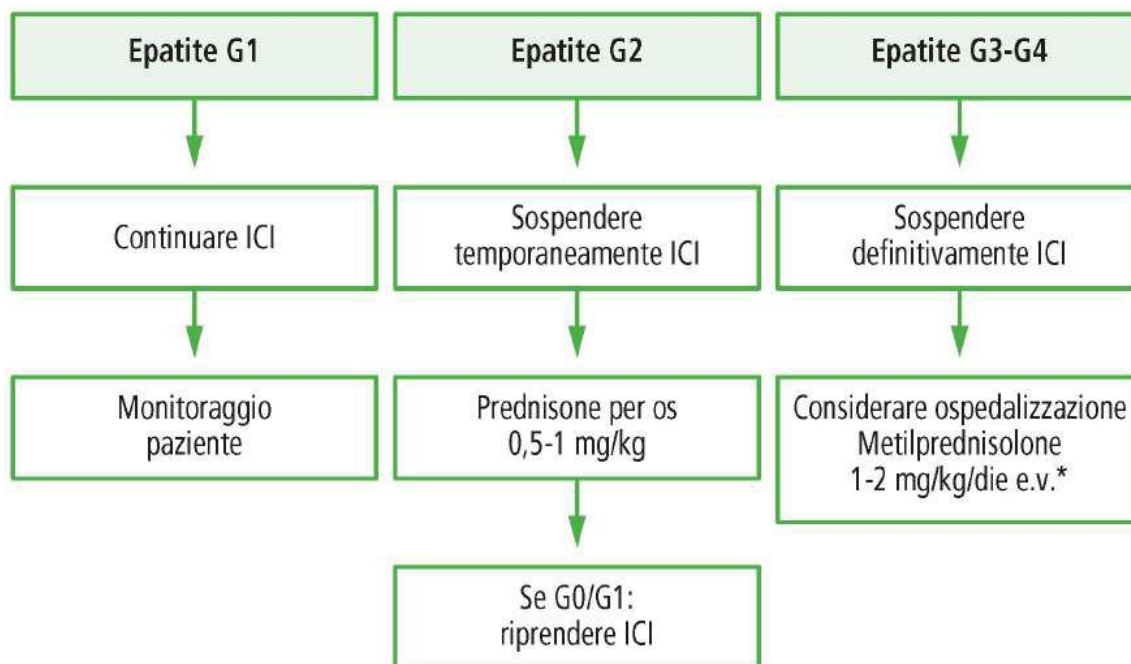 Epatite G1
Continuare ICI
Monitoraggio
paziente
Epatite G2
Sospendere
temporaneamente ICI
Prednisone per os
0,5-1 mg/kg
Se G0/G1:
riprendere ICI
Epatite G3-G4
Sospendere
definitivamente ICI
Considerare ospedalizzazione
Metilprednisolone
1-2 mg/kg/die e.v.*